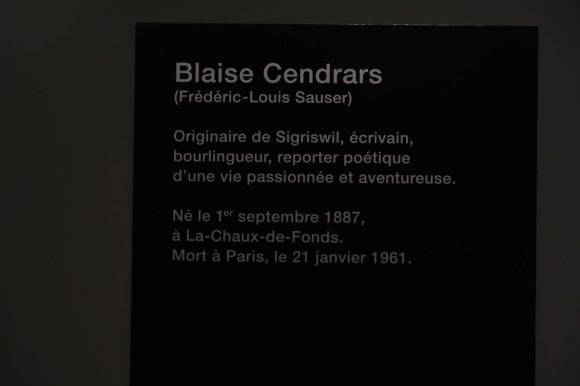 Blaise Cendrars
(Frédéric-Louis Sauser)
Originaire de Sigriswil, écrivain,
bourlingueur, reporter poétique
d'une vie passionnée et aventureuse.
Né le 1er septembre 1887,
à La-Chaux-de-Fonds.
Mort à Paris, le 21 janvier 1961.